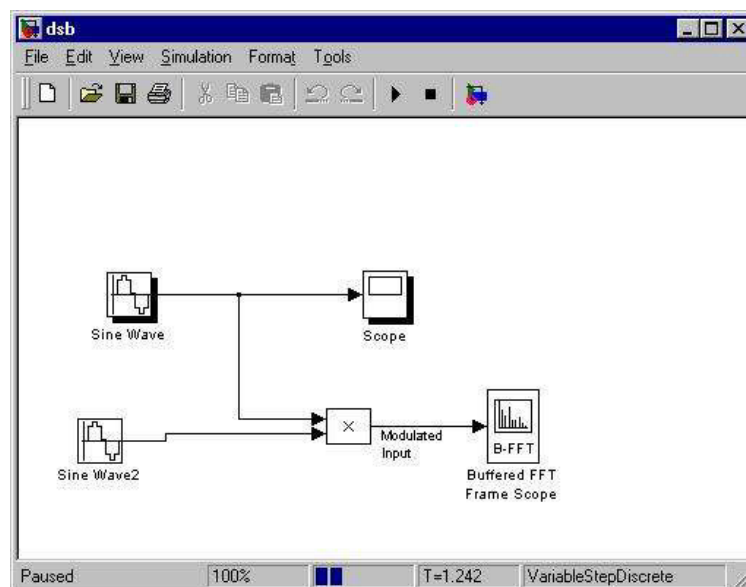 dsb
File Edit View Simulation Format Tools
Sine Wave
Scope
×
Modulated
Input
B-FFT
Sine Wave2
Buffered FFT
Frame Scope
Paused 100% T=1.242 VariableStepDiscrete